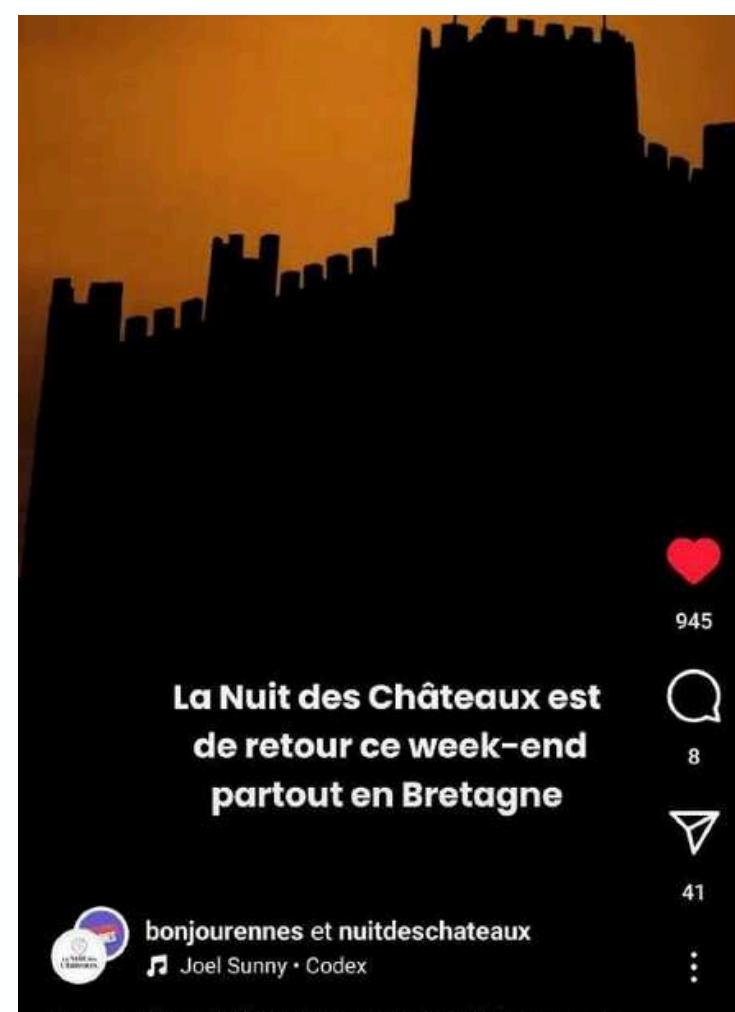 945
La Nuit des Châteaux est
de retour ce week-end
partout en Bretagne
8
41
bonjourennes et nuitdeschateaux
Joel Sunny • Codex